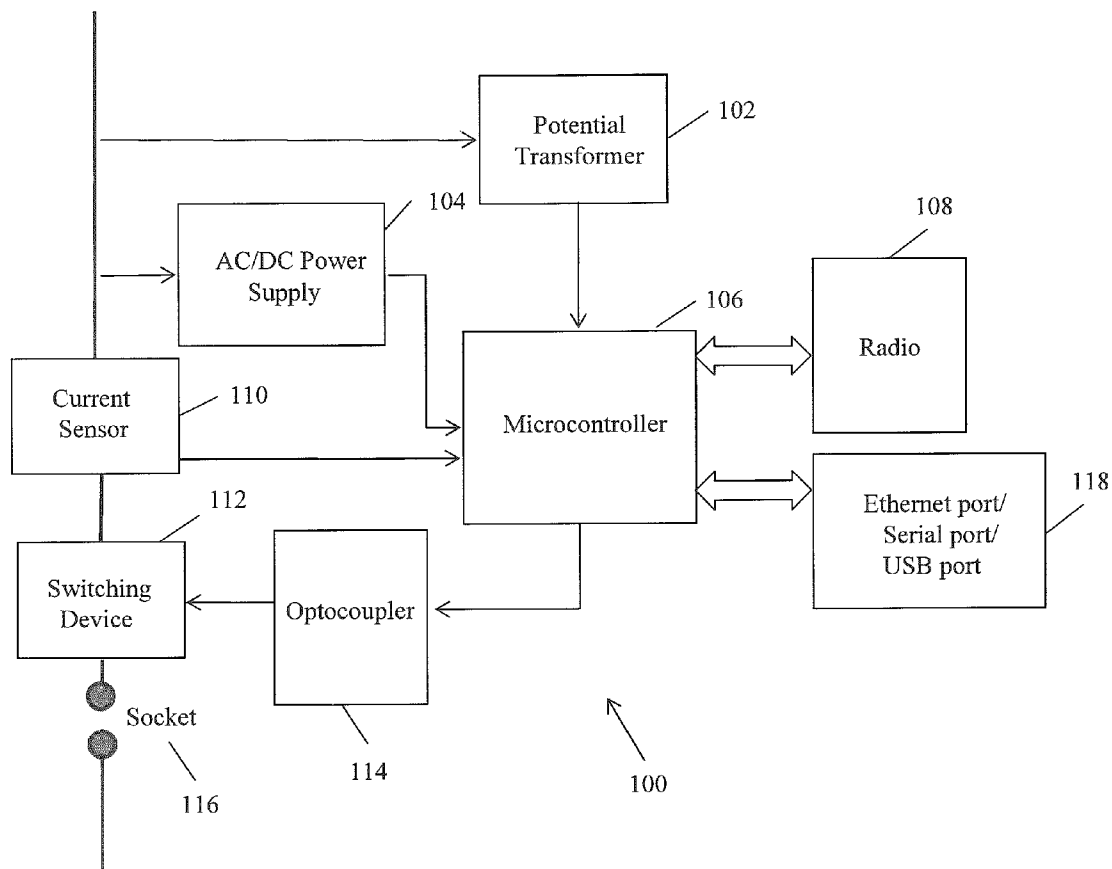 Potential
Transformer
102
104
AC/DC Power
Supply
108
106
Radio
Current
Sensor
110
Microcontroller
112
Ethernet port/
Serial port/
USB port
118
Switching
Device
Optocoupler
Socket
114
100
116